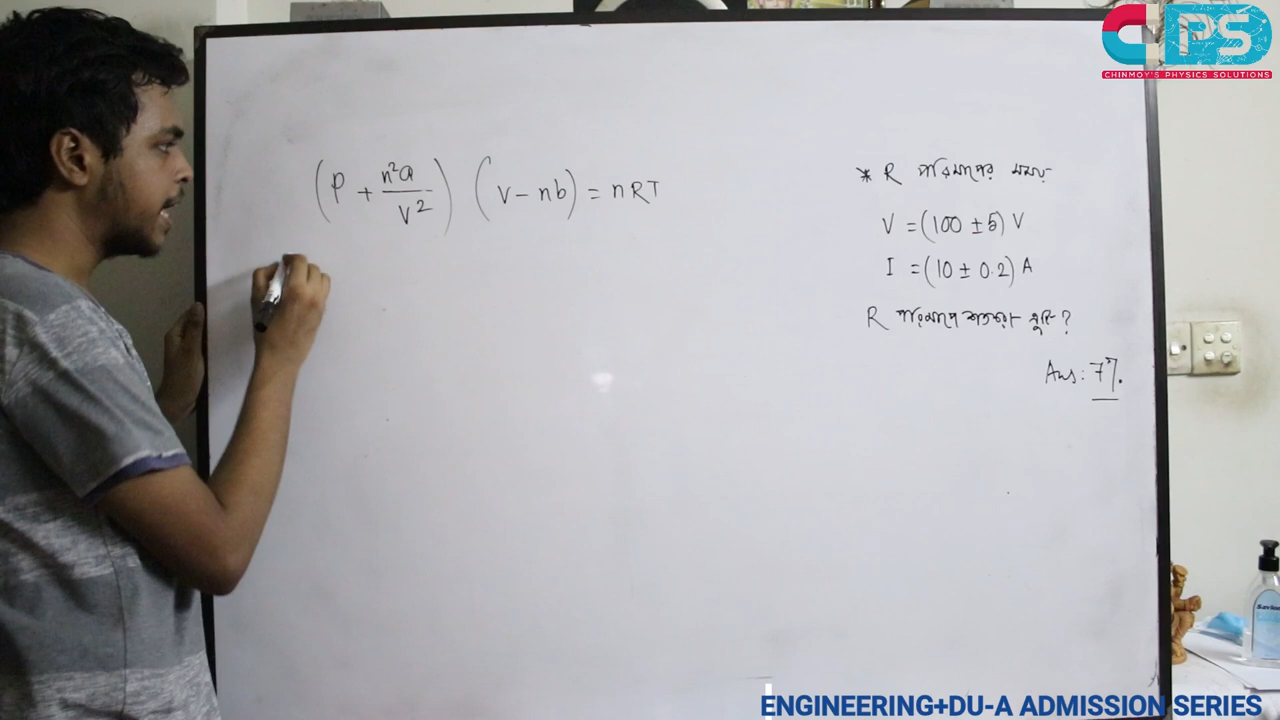 CPS
CHINMOY'S PHYSICS SOLUTIONS
(P + n²a/V²) (V - nb) = nRT
* R পরিমাপের সময়
V = (100 ± 5) V
I = (10 ± 0.2) A
R পরিমাপে শতকরা ত্রুটি ?
Ans: 7%.
ENGINEERING+DU-A ADMISSION SERIES